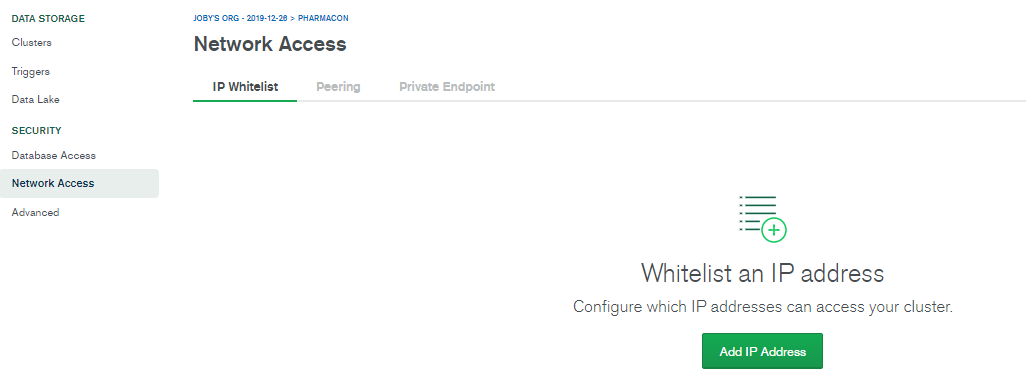 DATA STORAGE
Clusters
Triggers
Data Lake
SECURITY
Database Access
Network Access
Advanced
JOBY'S ORG - 2019-12-26 > PHARMACON
Network Access
IP Whitelist Peering Private Endpoint
Whitelist an IP address
Configure which IP addresses can access your cluster.
Add IP Address